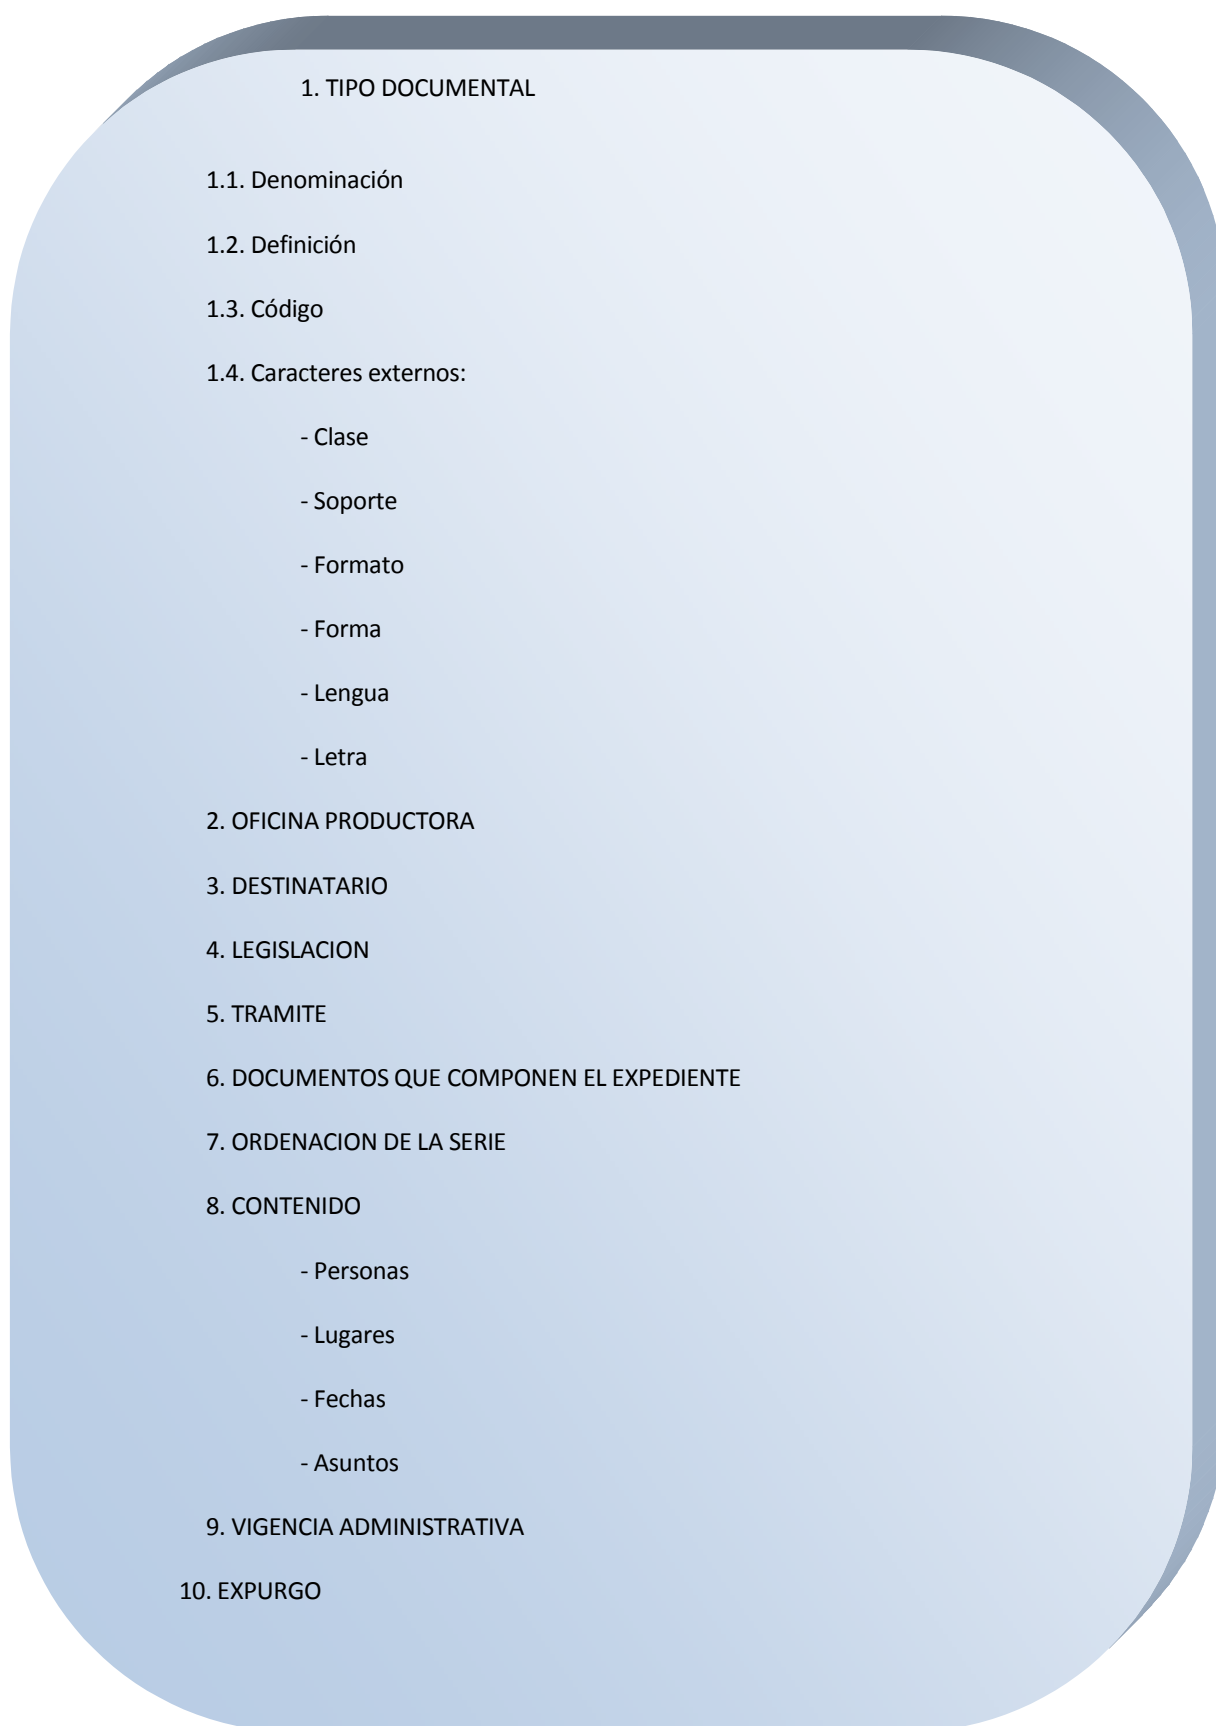 1. TIPO DOCUMENTAL
1.1. Denominación
1.2. Definición
1.3. Código
1.4. Caracteres externos:
- Clase
- Soporte
- Formato
- Forma
- Lengua
- Letra
2. OFICINA PRODUCTORA
3. DESTINATARIO
4. LEGISLACION
5. TRAMITE
6. DOCUMENTOS QUE COMPONEN EL EXPEDIENTE
7. ORDENACION DE LA SERIE
8. CONTENIDO
- Personas
- Lugares
- Fechas
- Asuntos
9. VIGENCIA ADMINISTRATIVA
10. EXPURGO